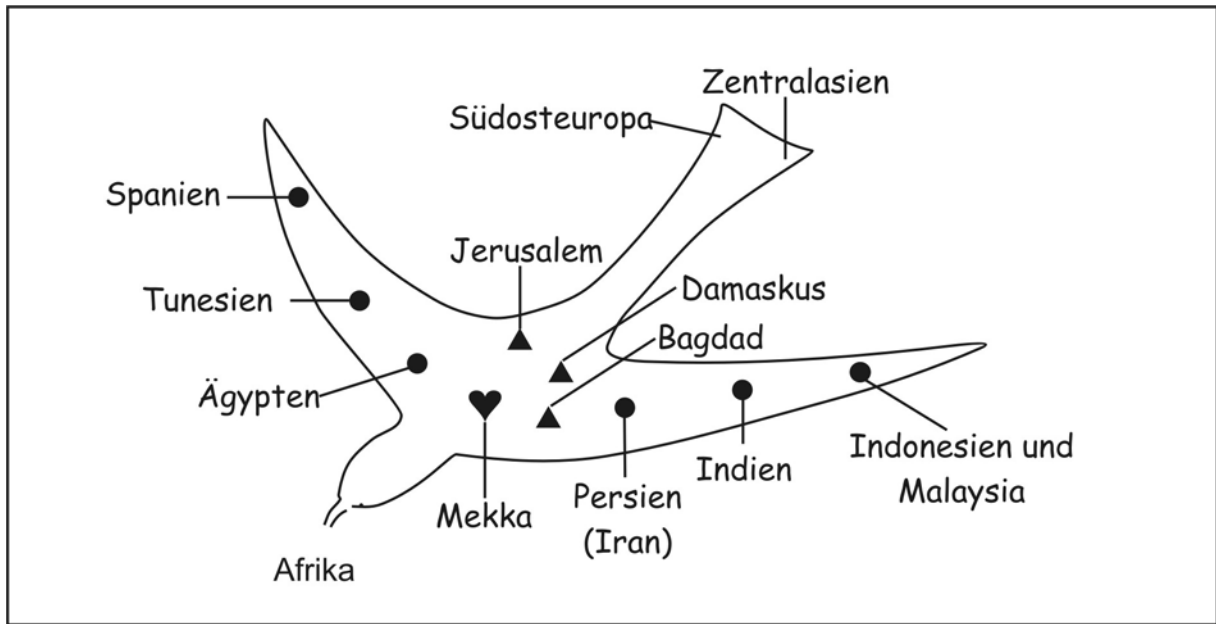 Zentralasien
Südosteuropa
Spanien
Jerusalem
Tunesien
Damaskus
Bagdad
Ägypten
Indonesien und
Malaysia
Indien
Persien
(Iran)
Mekka
Afrika